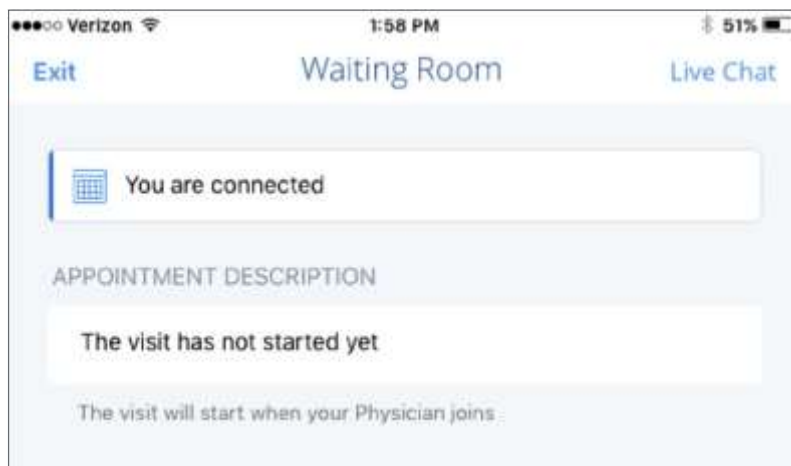 Verizon 1:58 PM 51%
Exit Waiting Room Live Chat
You are connected
APPOINTMENT DESCRIPTION
The visit has not started yet
The visit will start when your Physician joins